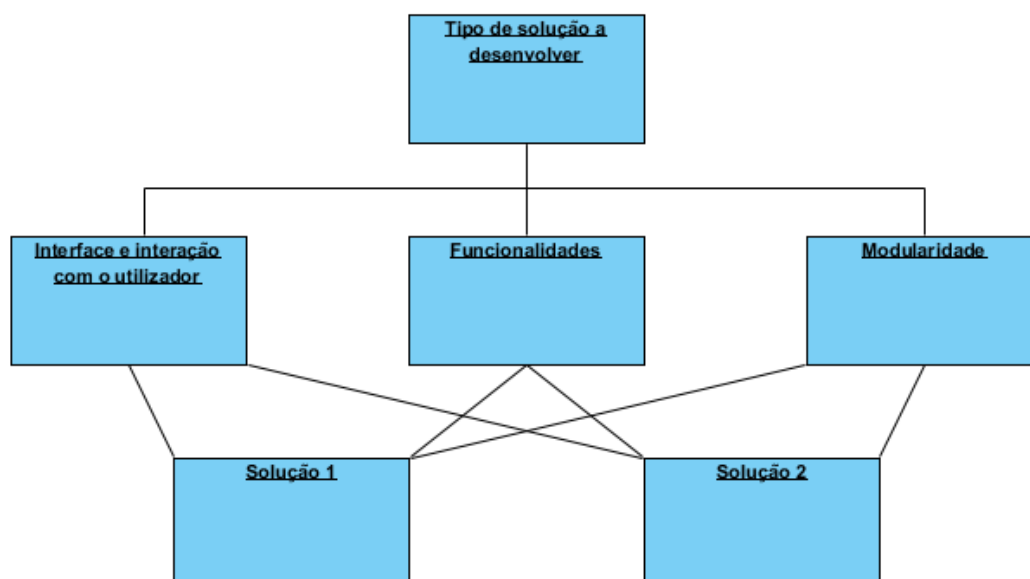 Tipo de solução a
desenvolver
Interface e interação
com o utilizador
Funcionalidades
Modularidade
Solução 1
Solução 2